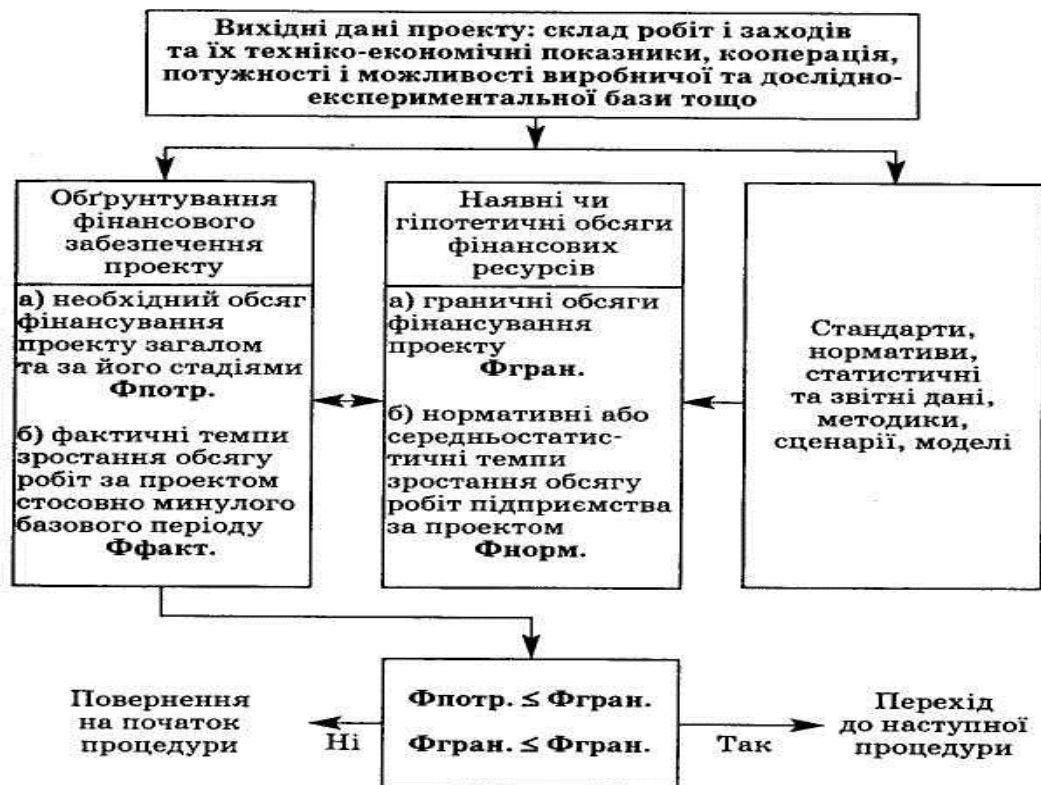 Вихідні дані проекту: склад робіт і заходів
та їх техніко-економічні показники, кооперація,
потужності і можливості виробничої та дослідно-
експериментальної бази тощо
Обґрунтування
фінансового
забезпечення
проекту
а) необхідний обсяг
фінансування
проекту загалом
та за його стадіями
Фпотр.
б) фактичні темпи
зростання обсягу
робіт за проектом
стосовно минулого
базового періоду
Ффакт.
Наявні чи
гіпотетичні обсяги
фінансових
ресурсів
а) граничні обсяги
фінансування
проекту
Фгран.
б) нормативні або
середньостатис-
тичні темпи
зростання обсягу
робіт підприємства
за проектом
Фнорм.
Стандарти,
нормативи,
статистичні
та звітні дані,
методики,
сценарії, моделі
Повернення
на початок
процедури
Ні
Фпотр. ≤ Фгран.
Фгран. ≤ Фгран.
Так
Перехід
до наступної
процедури